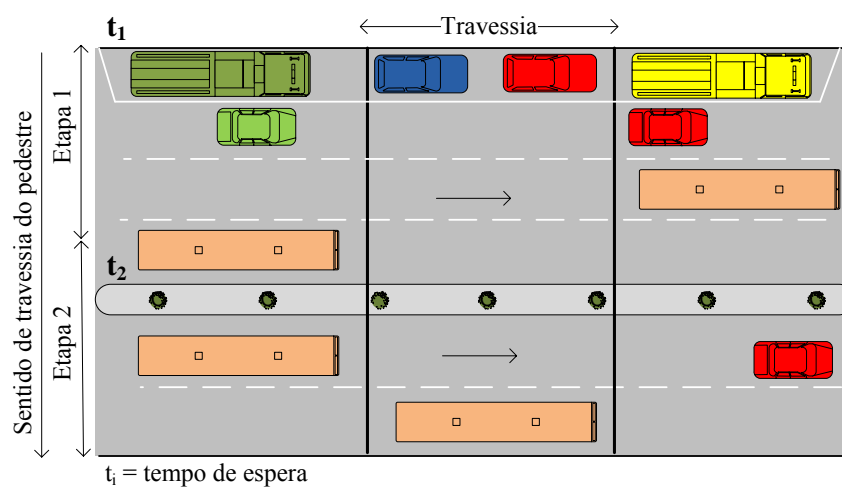 Travessia
t1
Sentido de travessia do pedestre
Etapa 1
t2
Etapa 2
ti = tempo de espera